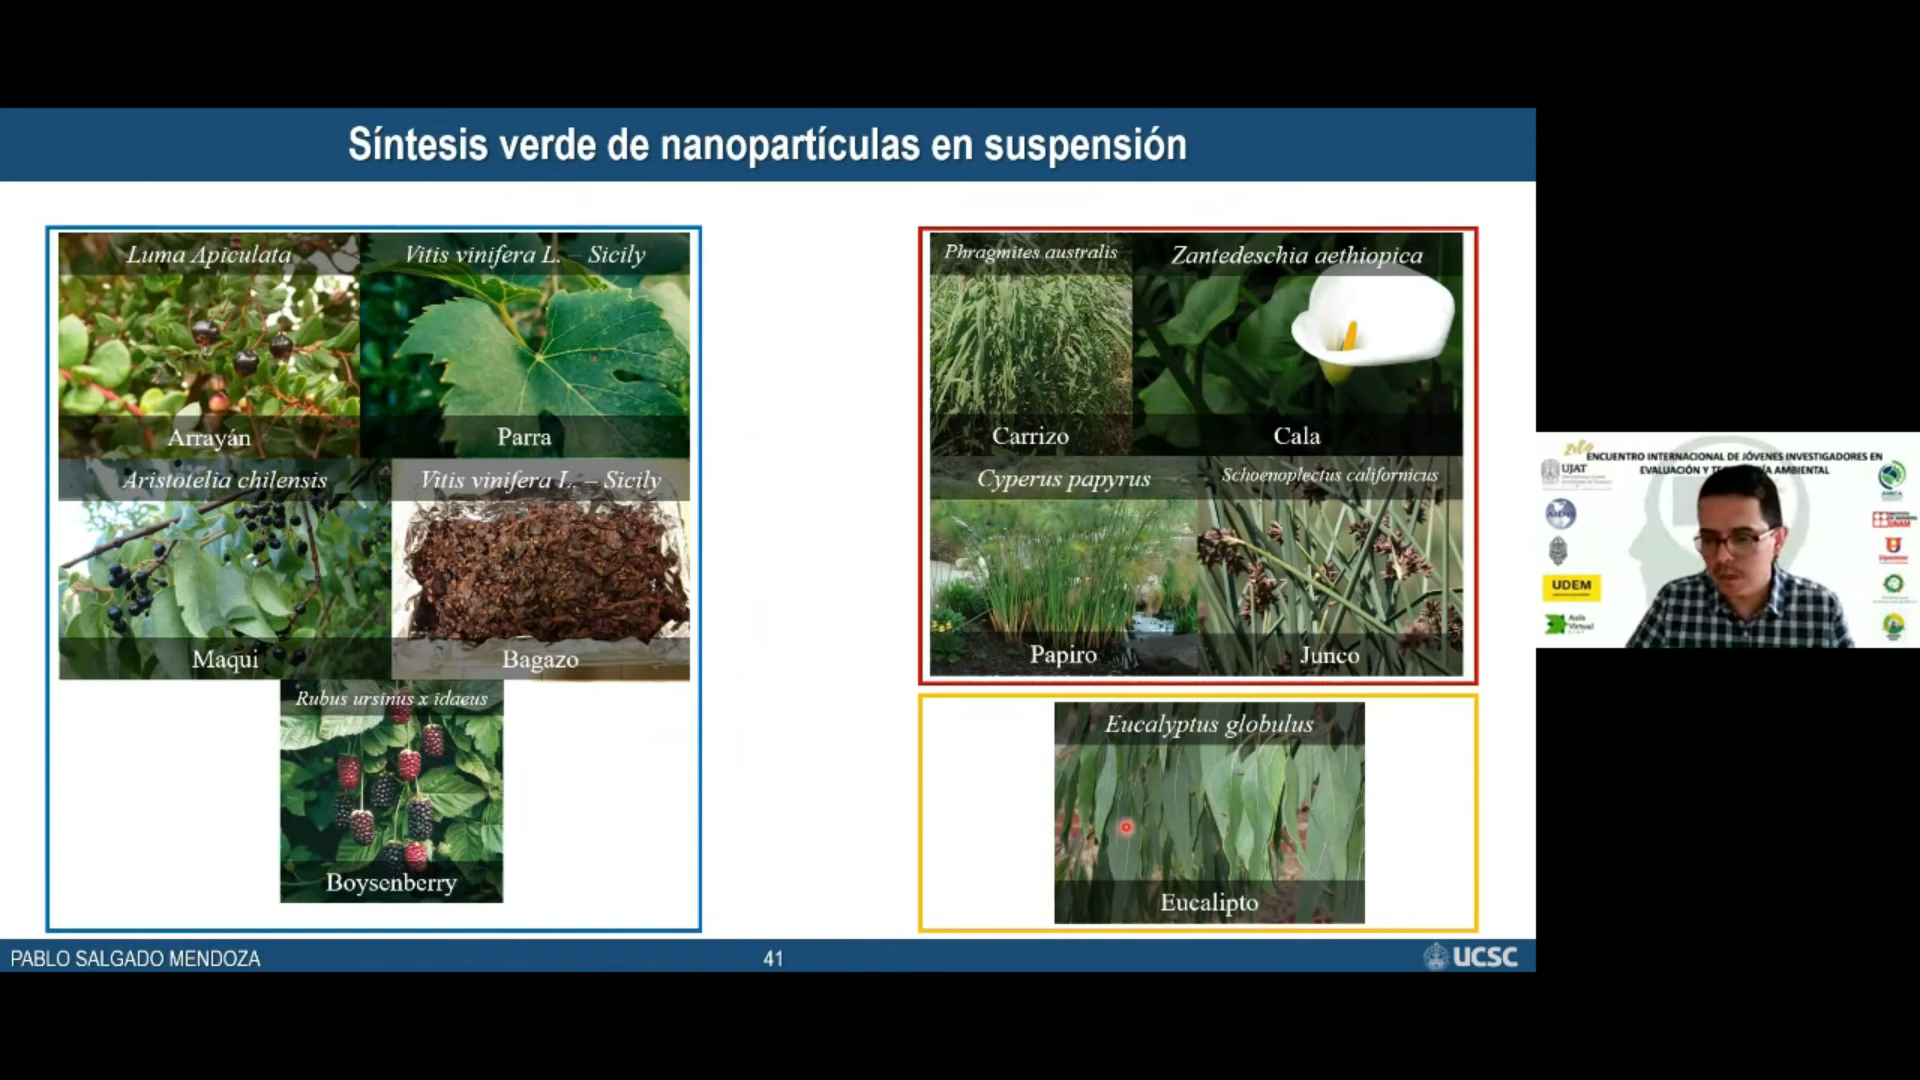 Síntesis verde de nanopartículas en suspensión
Luma Apiculata
Vitis vinifera L. – Sicily
Arrayán
Parra
Aristotelia chilensis
Vitis vinifera L. – Sicily
Maqui
Bagazo
Rubus ursinus x idaeus
Boysenberry
Phragmites australis
Zantedeschia aethiopica
Carrizo
Cala
Cyperus papyrus
Schoenoplectus californicus
Papiro
Junco
Eucalyptus globulus
Eucalipto
PABLO SALGADO MENDOZA
41
UCSC
ENCUENTRO INTERNACIONAL DE JÓVENES INVESTIGADORES EN
EVALUACIÓN Y AMBIENTAL
UJAT
AIDIS
UDEM
Aula
Virtual
UNAM